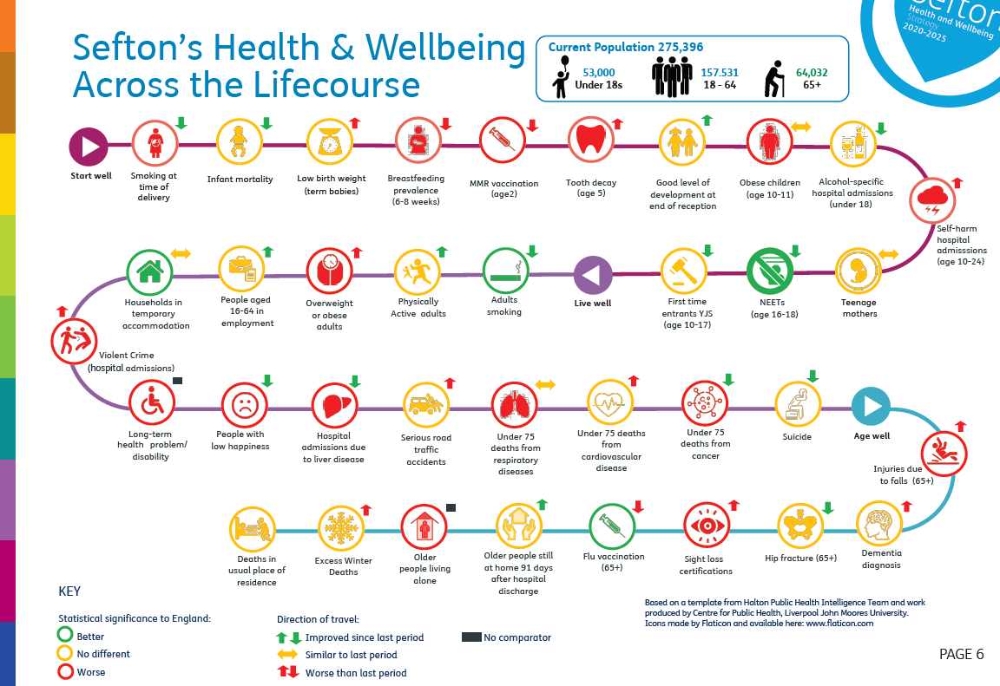 Sefton’s Health & Wellbeing
Across the Lifecourse
Current Population 275,396
53,000
Under 18s
157.531
18 - 64
64,032
65+
Health and Wellbeing
Strategy
2020-2025
Start well
Smoking at
time of
delivery
Infant mortality
Low birth weight
(term babies)
Breastfeeding
prevalence
(6-8 weeks)
MMR vaccination
(age2)
Tooth decay
(age 5)
Good level of
development at
end of reception
Obese children
(age 10-11)
Alcohol-specific
hospital admissions
(under 18)
Self-harm
hospital
admisssions
(age 10-24)
Households in
temporary
accommodation
People aged
16-64 in
employment
Overweight
or obese
adults
Physically
Active adults
Adults
smoking
Live well
First time
entrants YJS
(age 10-17)
NEETs
(age 16-18)
Teenage
mothers
Violent Crime
(hospital admissions)
Long-term
health problem/
disability
People with
low happiness
Hospital
admissions due
to liver disease
Serious road
traffic
accidents
Under 75
deaths from
respiratory
diseases
Under 75 deaths
from
cardiovascular
disease
Under 75
deaths from
cancer
Suicide
Age well
Injuries due
to falls (65+)
Deaths in
usual place of
residence
Excess Winter
Deaths
Older
people living
alone
Older people still
at home 91 days
after hospital
discharge
Flu vaccination
(65+)
Sight loss
certifications
Hip fracture (65+)
Dementia
diagnosis
KEY
Statistical significance to England:
Better
No different
Worse
Direction of travel:
Improved since last period
Similar to last period
Worse than last period
No comparator
Based on a template from Halton Public Health Intelligence Team and work
produced by Centre for Public Health, Liverpool John Moores University.
Icons made by Flaticon and available here: www.flaticon.com
PAGE 6